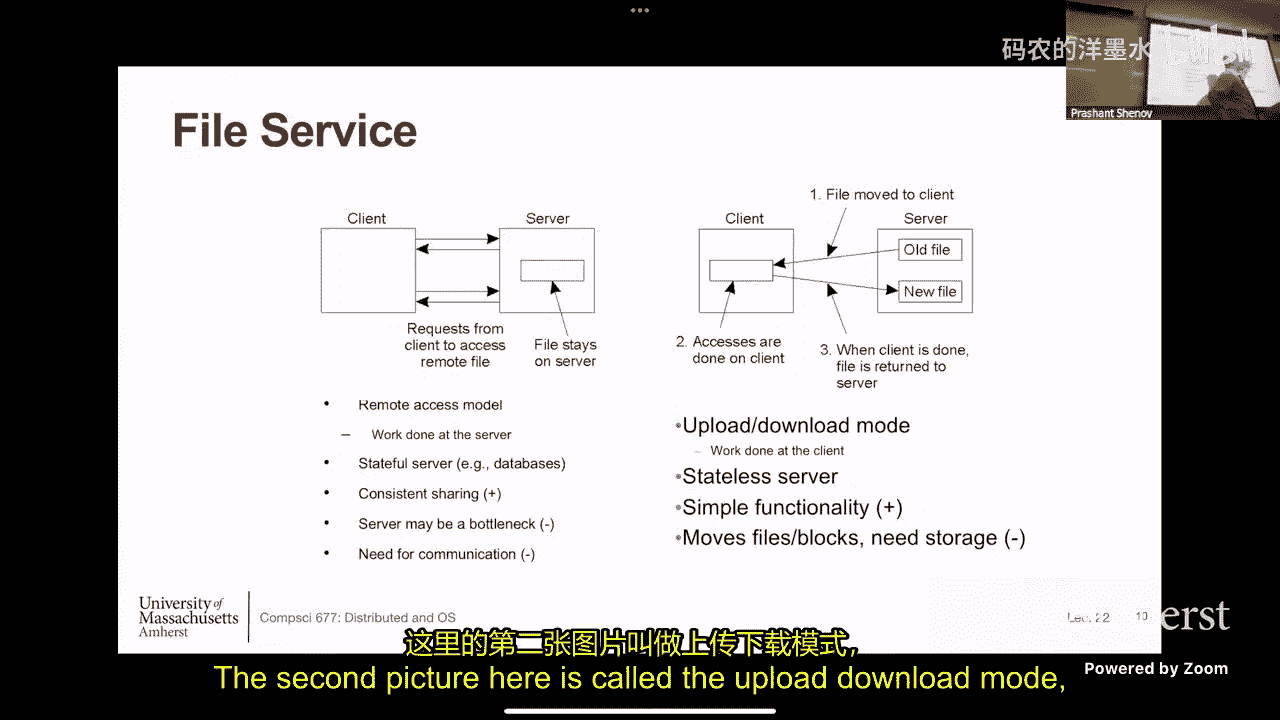 码农的洋墨水
Prashant Shenoy
File Service
Client
Server
Requests from
client to access
remote file
File stays
on server
1. File moved to client
Client
Server
Old file
New file
2. Accesses are
done on client
3. When client is done,
file is returned to
server
• Remote access model
– Work done at the server
• Stateful server (e.g., databases)
• Consistent sharing (+)
• Server may be a bottleneck (-)
• Need for communication (-)
•Upload/download mode
– Work done at the client
•Stateless server
•Simple functionality (+)
•Moves files/blocks, need storage (-)
University of
Massachusetts
Amherst
Compsci 677: Distributed and OS
Lec. 22
10
erst
这里的第二张图片叫做上传下载模式，
The second picture here is called the upload download mode,
Powered by Zoom